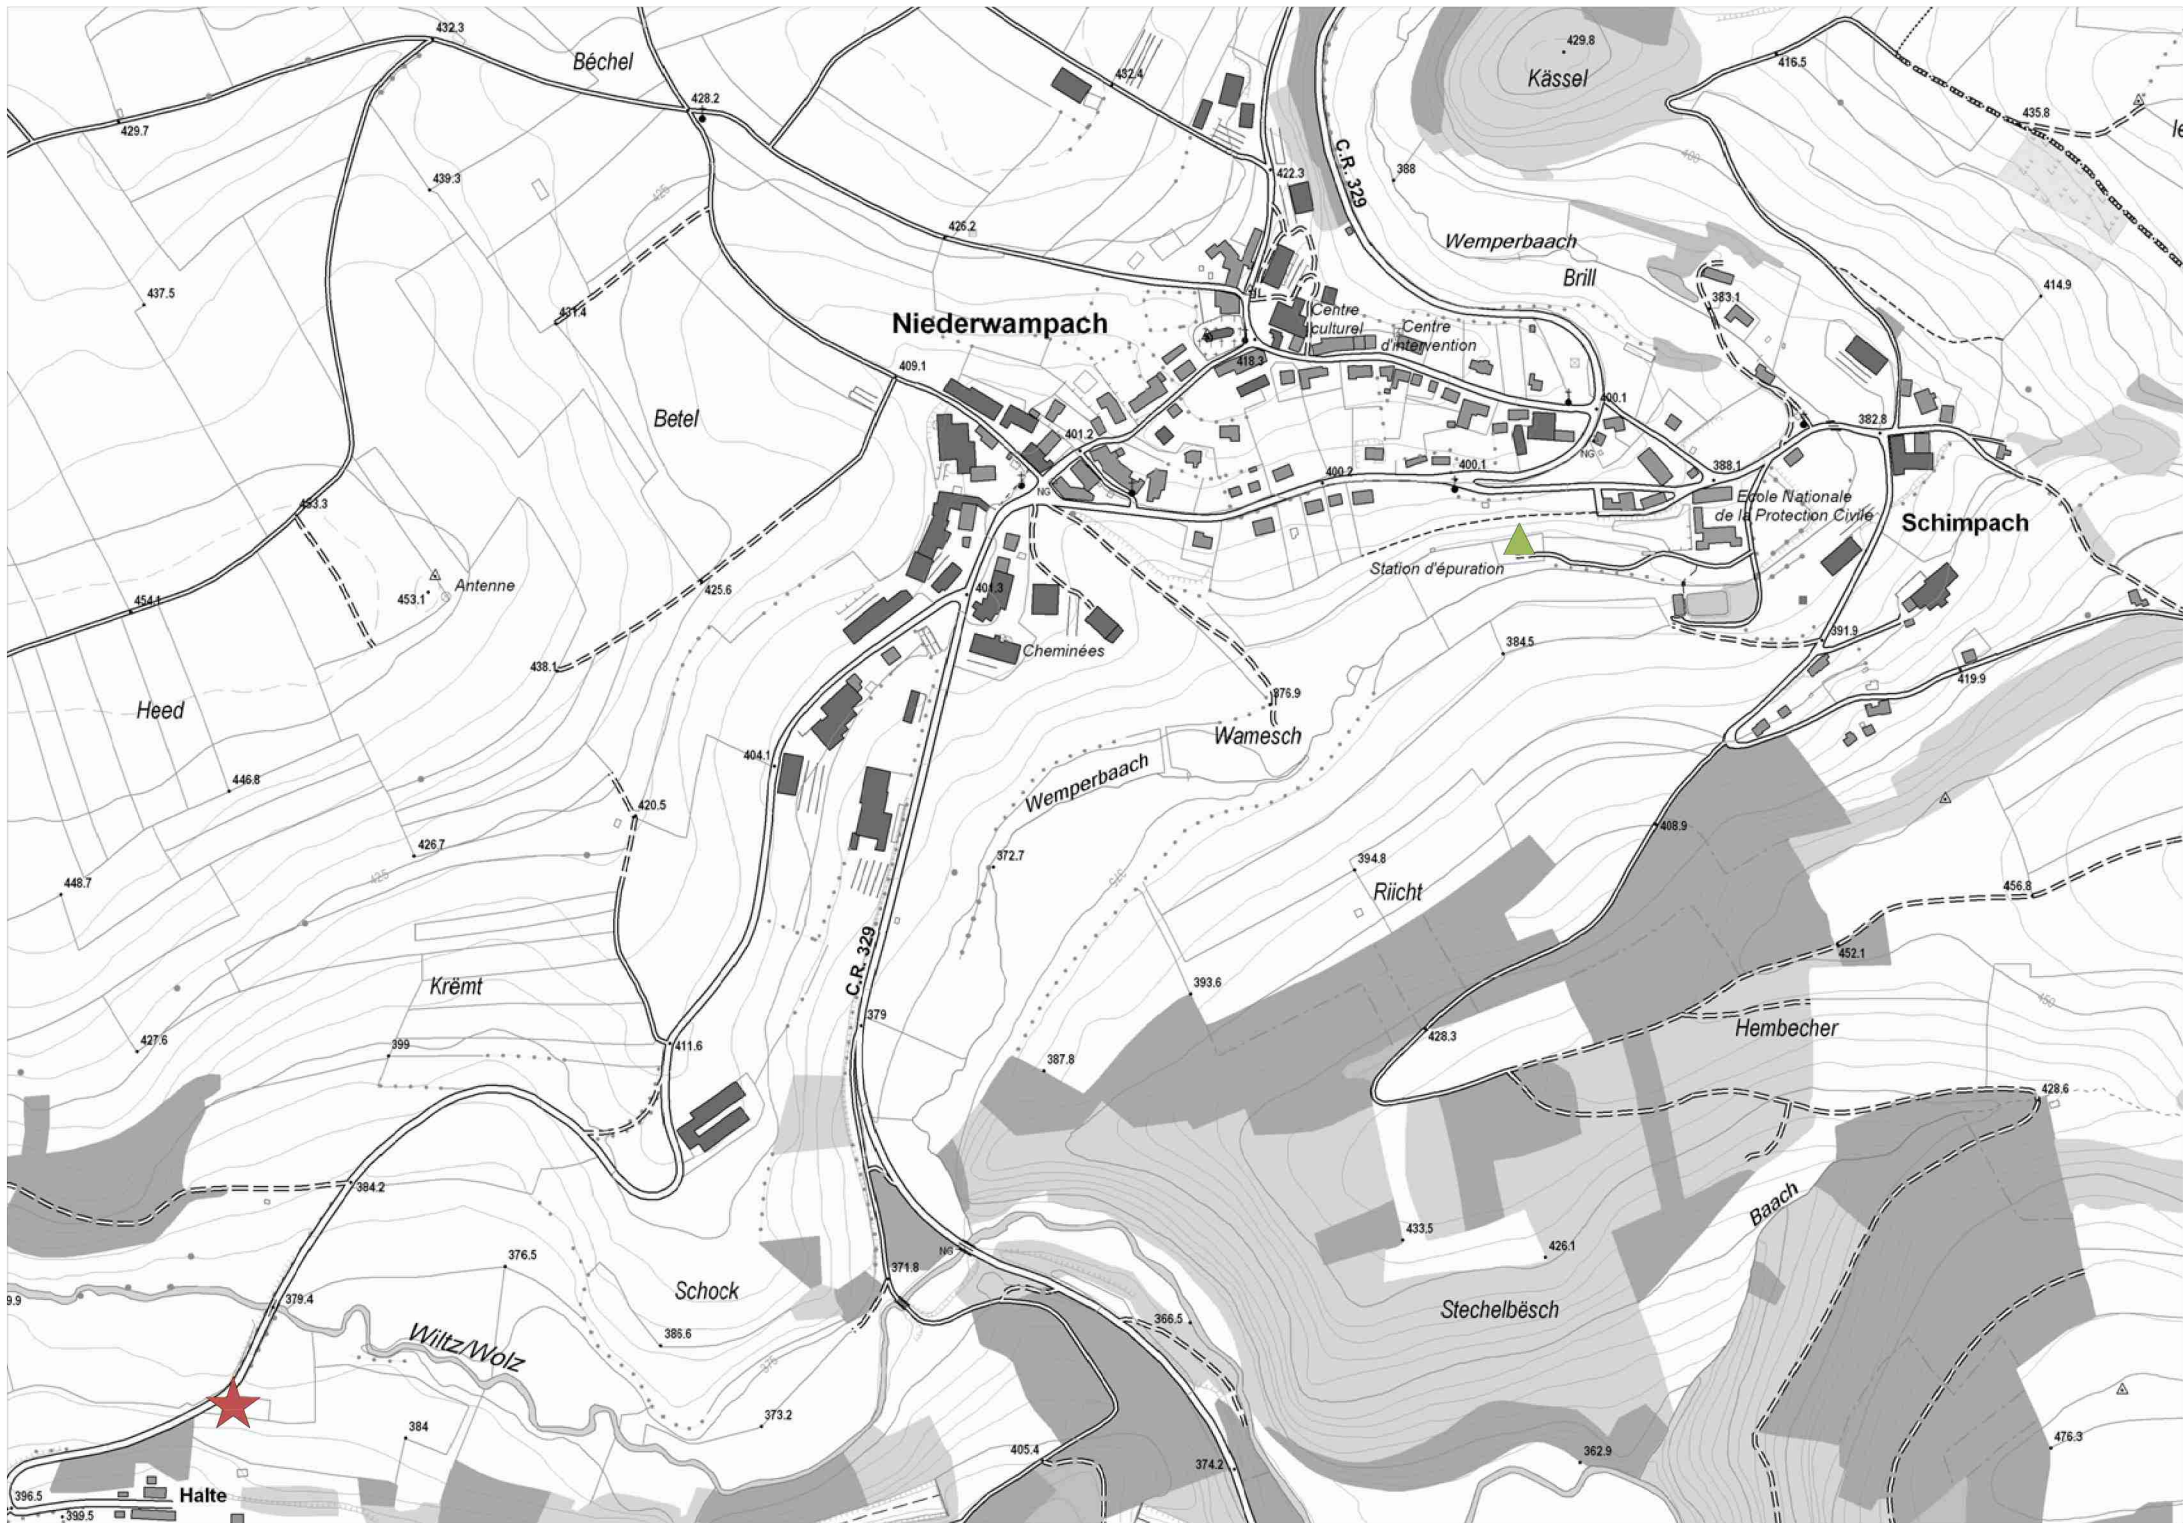 432.3
Béchel
429.8
Kässel
416.5
432.4
428.2
429.7
435.8
C.R. 329
400
422.3
388
439.3
425
426.2
Wemperbaach
Brill
437.5
383.1
414.9
431.4
Niederwampach
Centre
culturel
Centre
d'intervention
418.3
409.1
Betel
400.1
401.2
382.8
NG
400.2
400.1
388.1
NG
Ecole Nationale
de la Protection Civile
Schimpach
453.3
Station d'épuration
453.1
Antenne
425.6
401.3
454.1
391.9
Cheminées
384.5
438.1
419.9
376.9
Heed
Wamesch
404.1
Wemperbaach
446.8
420.5
408.9
426.7
372.7
394.8
425
375
448.7
Riicht
456.8
C.R. 329
452.1
Krëmt
393.6
450
379
Hembecher
427.6
399
411.6
428.3
387.8
428.6
384.2
Baach
433.5
376.5
NG
426.1
371.8
Schock
379.4
9.9
366.5
Stechelbësch
Wiltz/Wolz
386.6
375
373.2
384
405.4
476.3
374.2
362.9
Halte
396.5
399.5